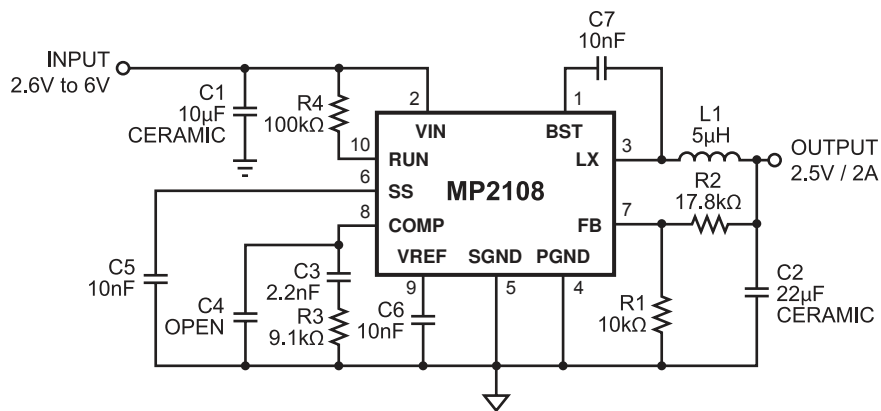 C7
10nF
INPUT
2.6V to 6V
C1
10µF
CERAMIC
R4
100kΩ
2
1
VIN
BST
10
RUN
3
LX
L1
5µH
OUTPUT
2.5V / 2A
6
SS
MP2108
R2
17.8kΩ
8
COMP
7
FB
VREF
SGND
PGND
9
5
4
C5
10nF
C4
OPEN
C3
2.2nF
R3
9.1kΩ
C6
10nF
R1
10kΩ
C2
22µF
CERAMIC